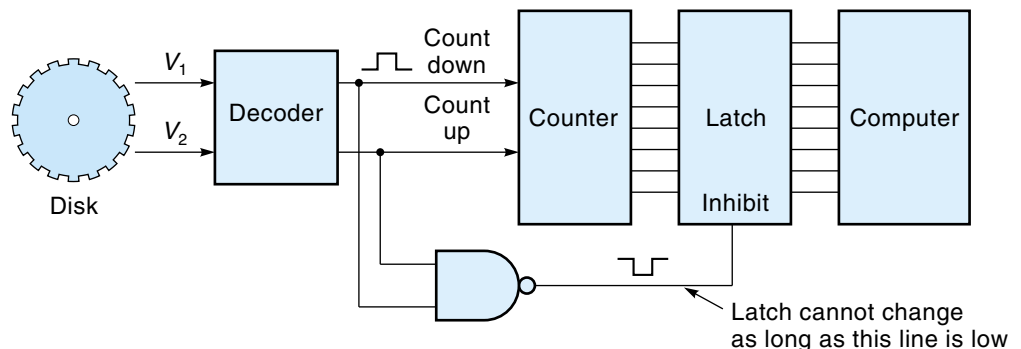 Count
down
V1
Decoder
Counter
Latch
Computer
Count
up
V2
Disk
Inhibit
Latch cannot change
as long as this line is low